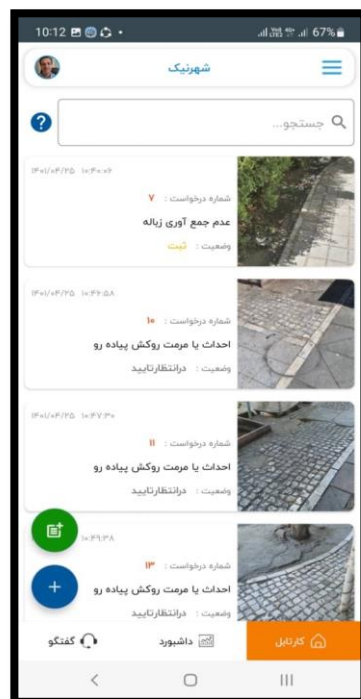 10:12
67%
شهرنیک
جستجو...
?
۱۴۰۱/۰۴/۲۵ ۱۰:۴۰:۰۶
شماره درخواست : ۷
عدم جمع آوری زباله
وضعیت : ثبت
۱۴۰۱/۰۴/۲۵ ۱۰:۴۶:۵۸
شماره درخواست : ۱۰
احداث یا مرمت روکش پیاده رو
وضعیت : درانتظارتایید
۱۴۰۱/۰۴/۲۵ ۱۰:۴۷:۳۰
شماره درخواست : ۱۱
احداث یا مرمت روکش پیاده رو
وضعیت : درانتظارتایید
۱۰:۴۹:۳۸
شماره درخواست : ۱۳
احداث یا مرمت روکش پیاده رو
وضعیت : درانتظارتایید
کارتابل
داشبورد
گفتگو